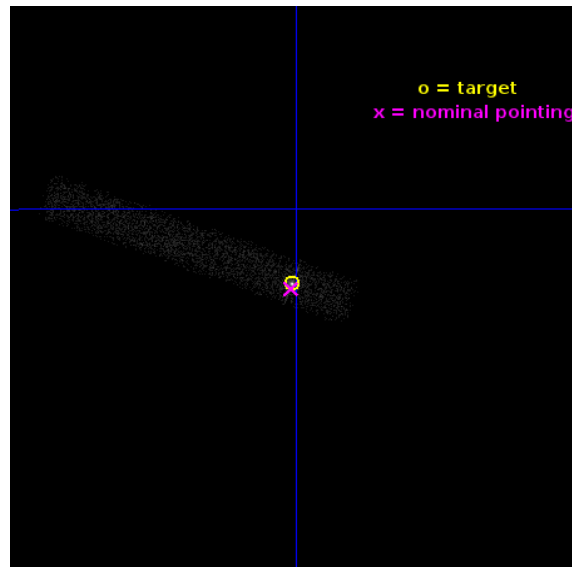 o = target
x = nominal pointing